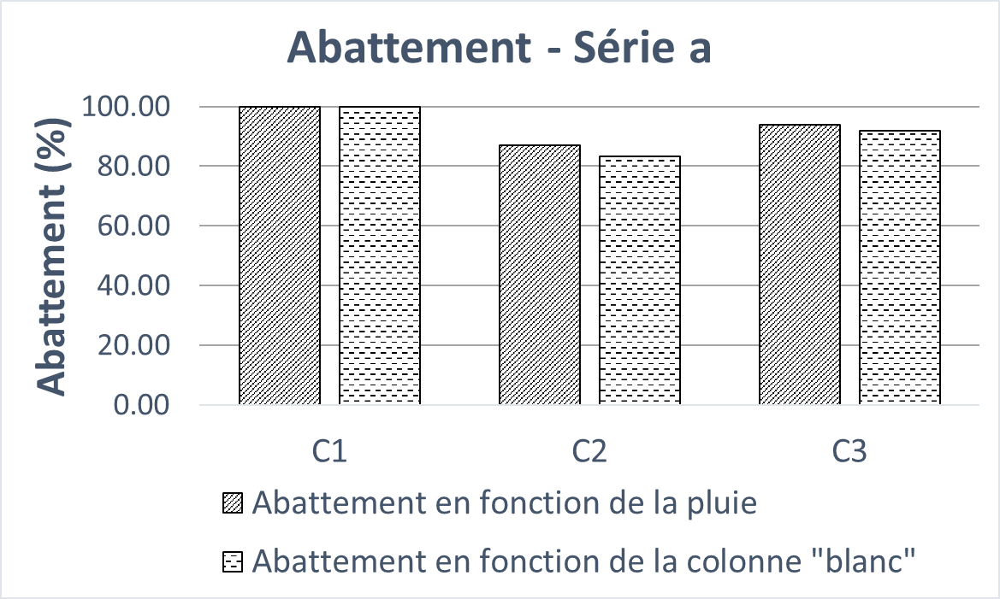 Abattement - Série a
Abattement (%)
100.00
80.00
60.00
40.00
20.00
0.00
C1 C2 C3
Abattement en fonction de la pluie
Abattement en fonction de la colonne "blanc"